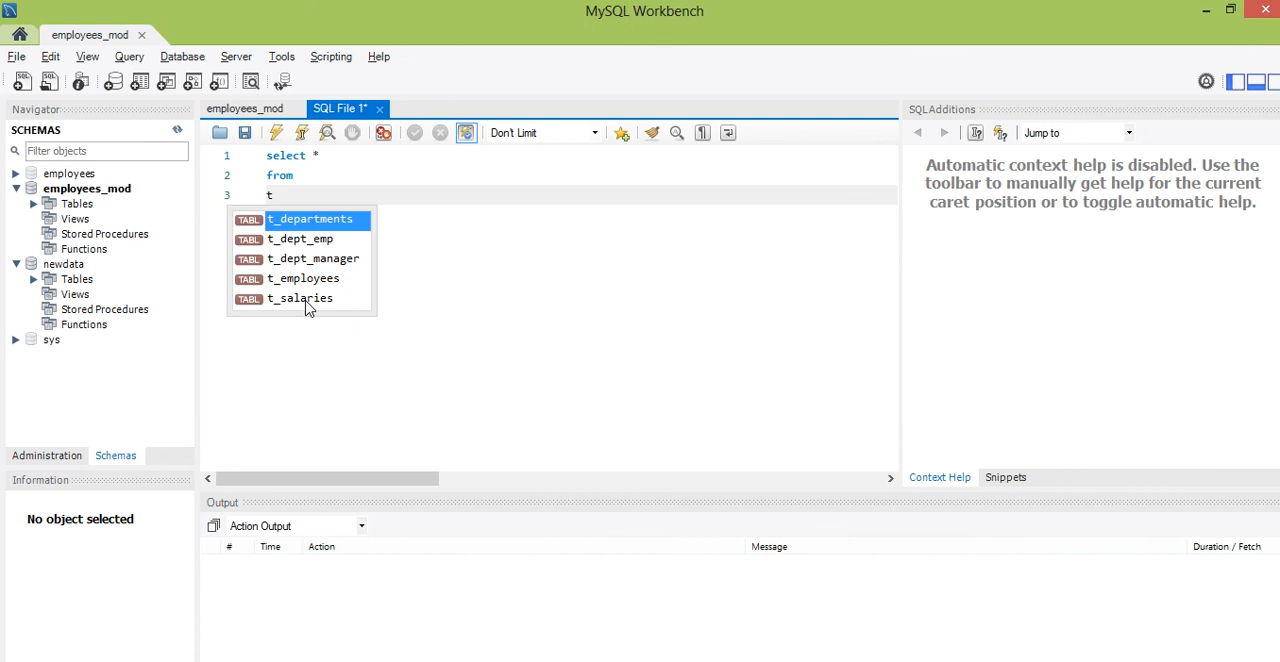 MySQL Workbench
employees_mod
File Edit View Query Database Server Tools Scripting Help
Navigator
SCHEMAS
Filter objects
employees
employees_mod
Tables
Views
Stored Procedures
Functions
newdata
Tables
Views
Stored Procedures
Functions
sys
Administration Schemas
Information
No object selected
employees_mod SQL File 1*
Don't Limit
1 select *
2 from
3 t
TABL t_departments
TABL t_dept_emp
TABL t_dept_manager
TABL t_employees
TABL t_salaries
SQLAdditions
Jump to
Automatic context help is disabled. Use the
toolbar to manually get help for the current
caret position or to toggle automatic help.
Context Help Snippets
Output
Action Output
# Time Action Message Duration / Fetch